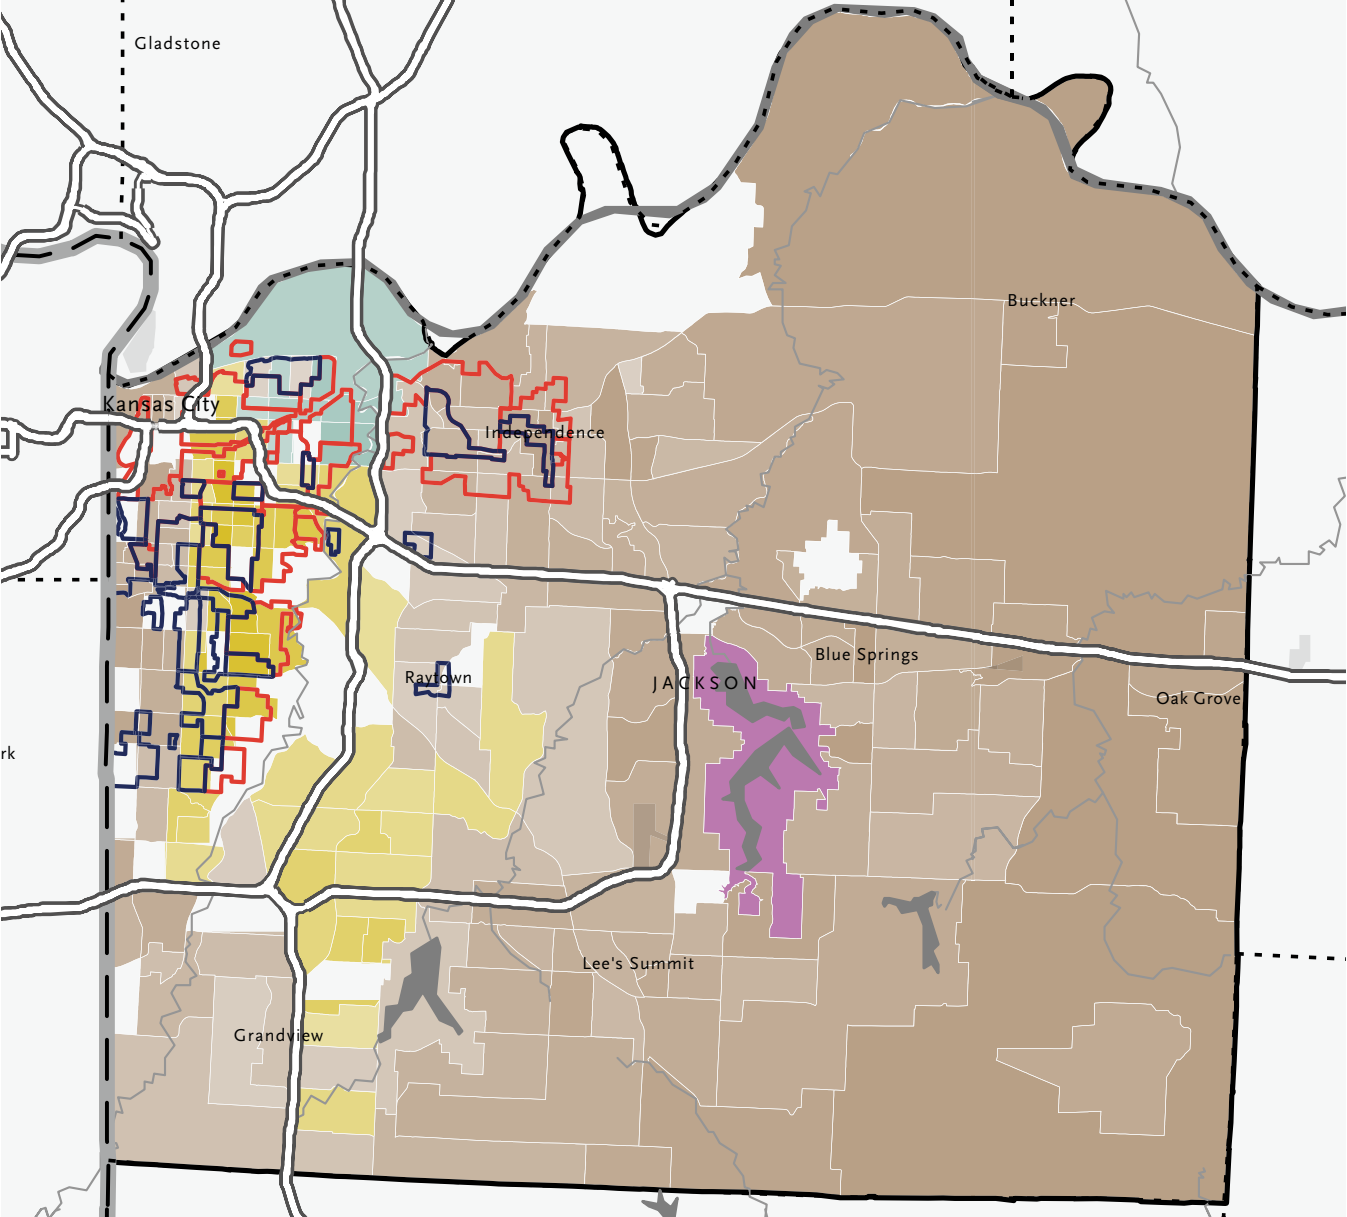 Gladstone
Buckner
Kansas City
Independence
Blue Springs
Raytown
JACKSON
Oak Grove
rk
Lee's Summit
Grandview